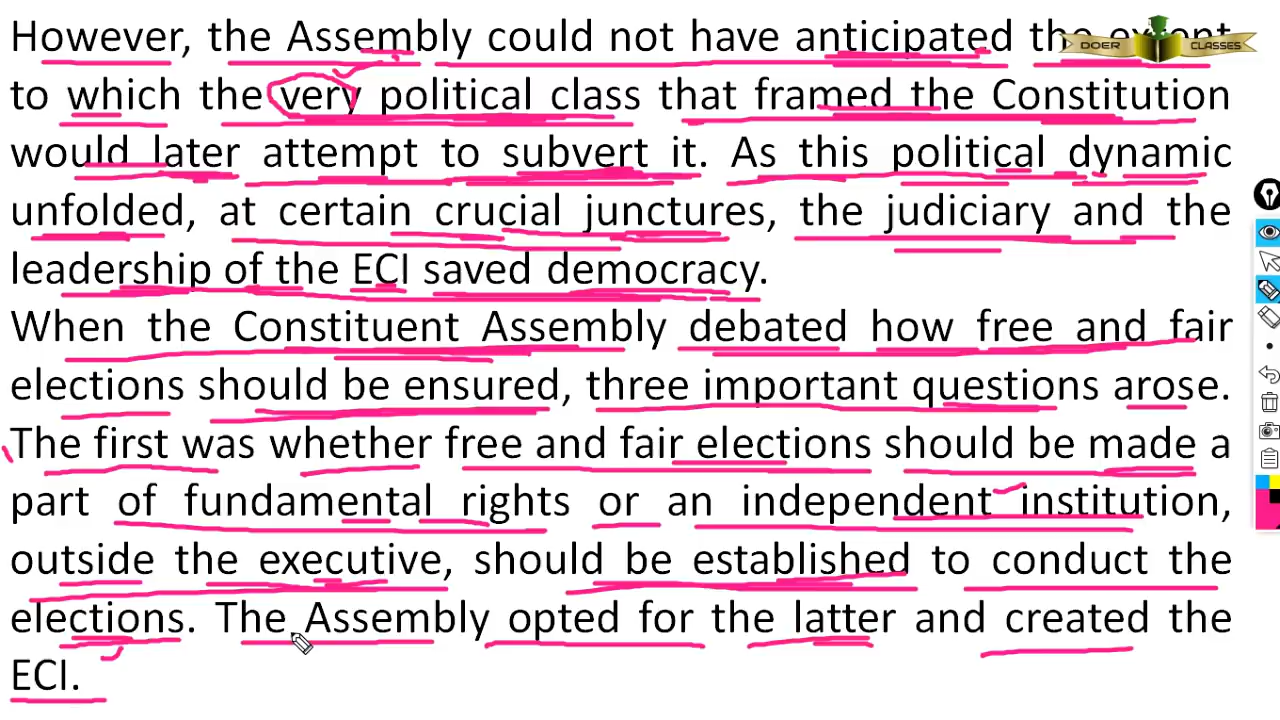 However, the Assembly could not have anticipated the extent
to which the very political class that framed the Constitution
would later attempt to subvert it. As this political dynamic
unfolded, at certain crucial junctures, the judiciary and the
leadership of the ECI saved democracy.
When the Constituent Assembly debated how free and fair
elections should be ensured, three important questions arose.
The first was whether free and fair elections should be made a
part of fundamental rights or an independent institution,
outside the executive, should be established to conduct the
elections. The Assembly opted for the latter and created the
ECI.
DOER CLASSES